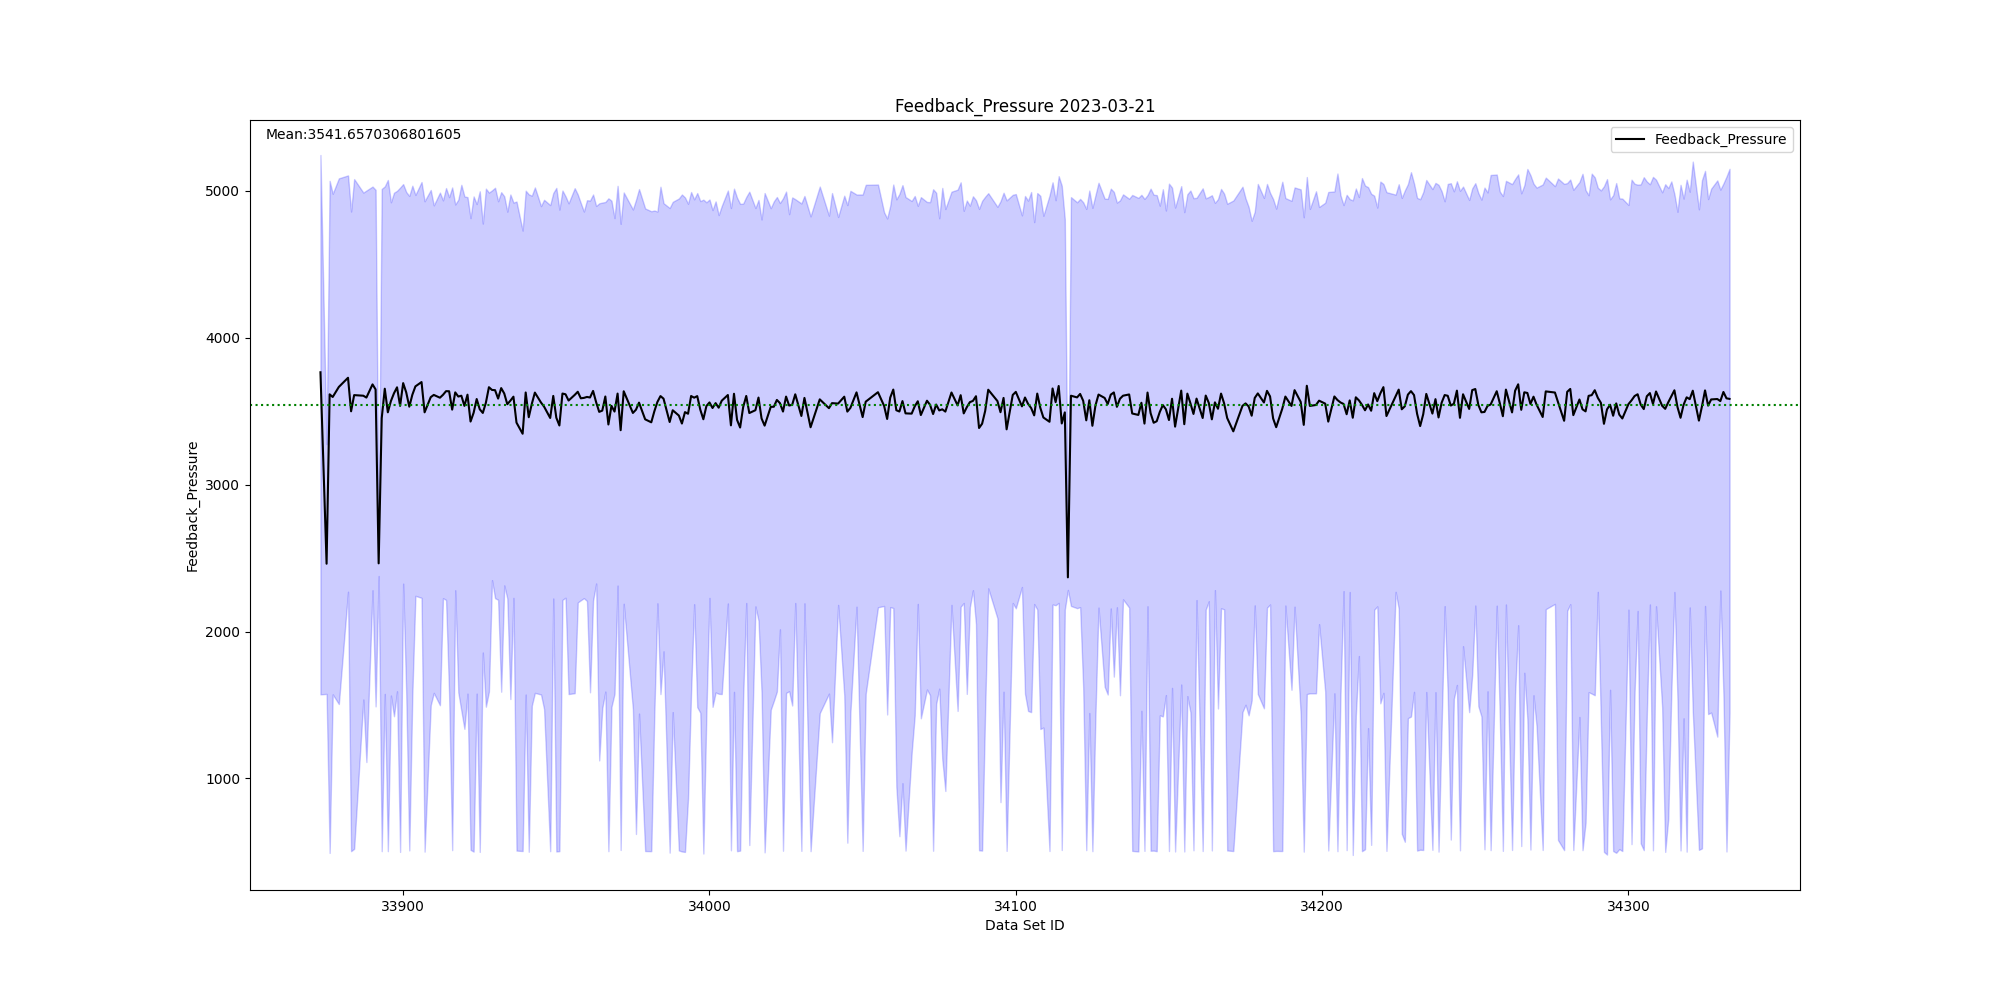 Feedback_Pressure 2023-03-21
Mean:3541.6570306801605
Feedback_Pressure
5000
4000
3000
2000
1000
Feedback_Pressure
33900
34000
34100
34200
34300
Data Set ID